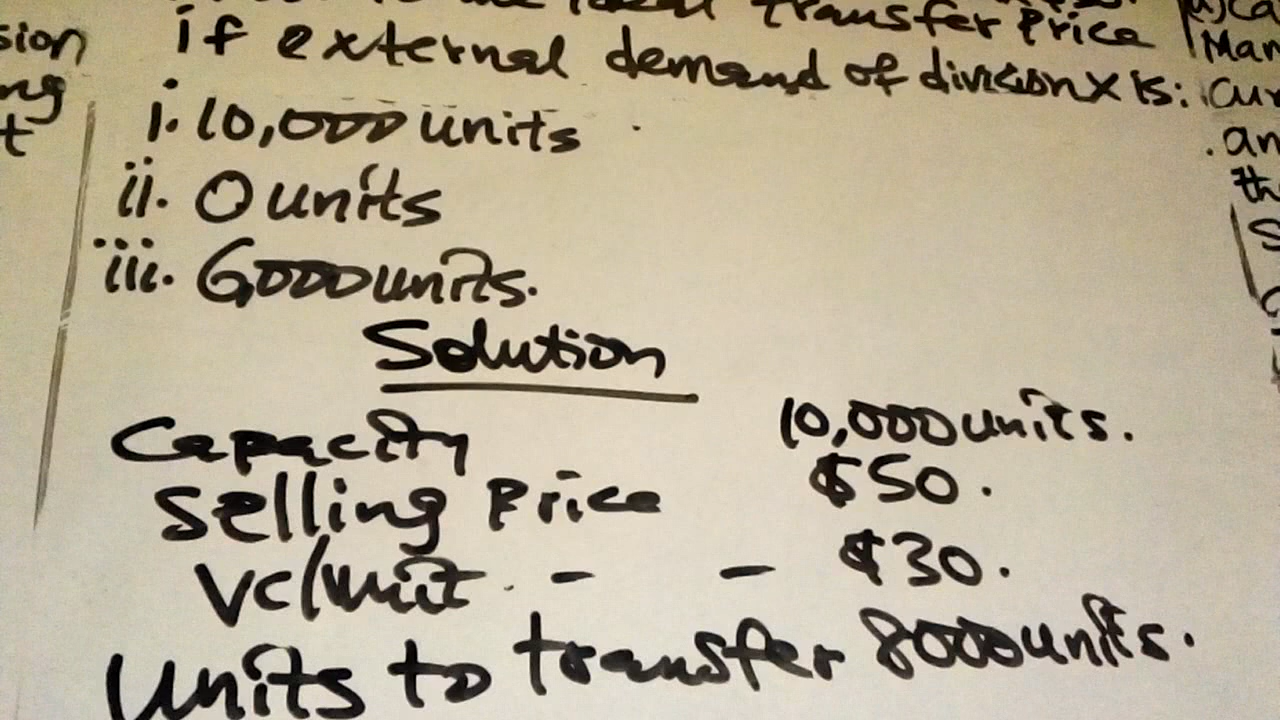 transfer Price
if external demand of division X is:
i. 10,000 units
ii. 0 units
iii. 6000 units.
Solution
Capacity 10,000 units.
Selling Price $50.
Vc/unit - - $30.
Units to transfer 8000 units.